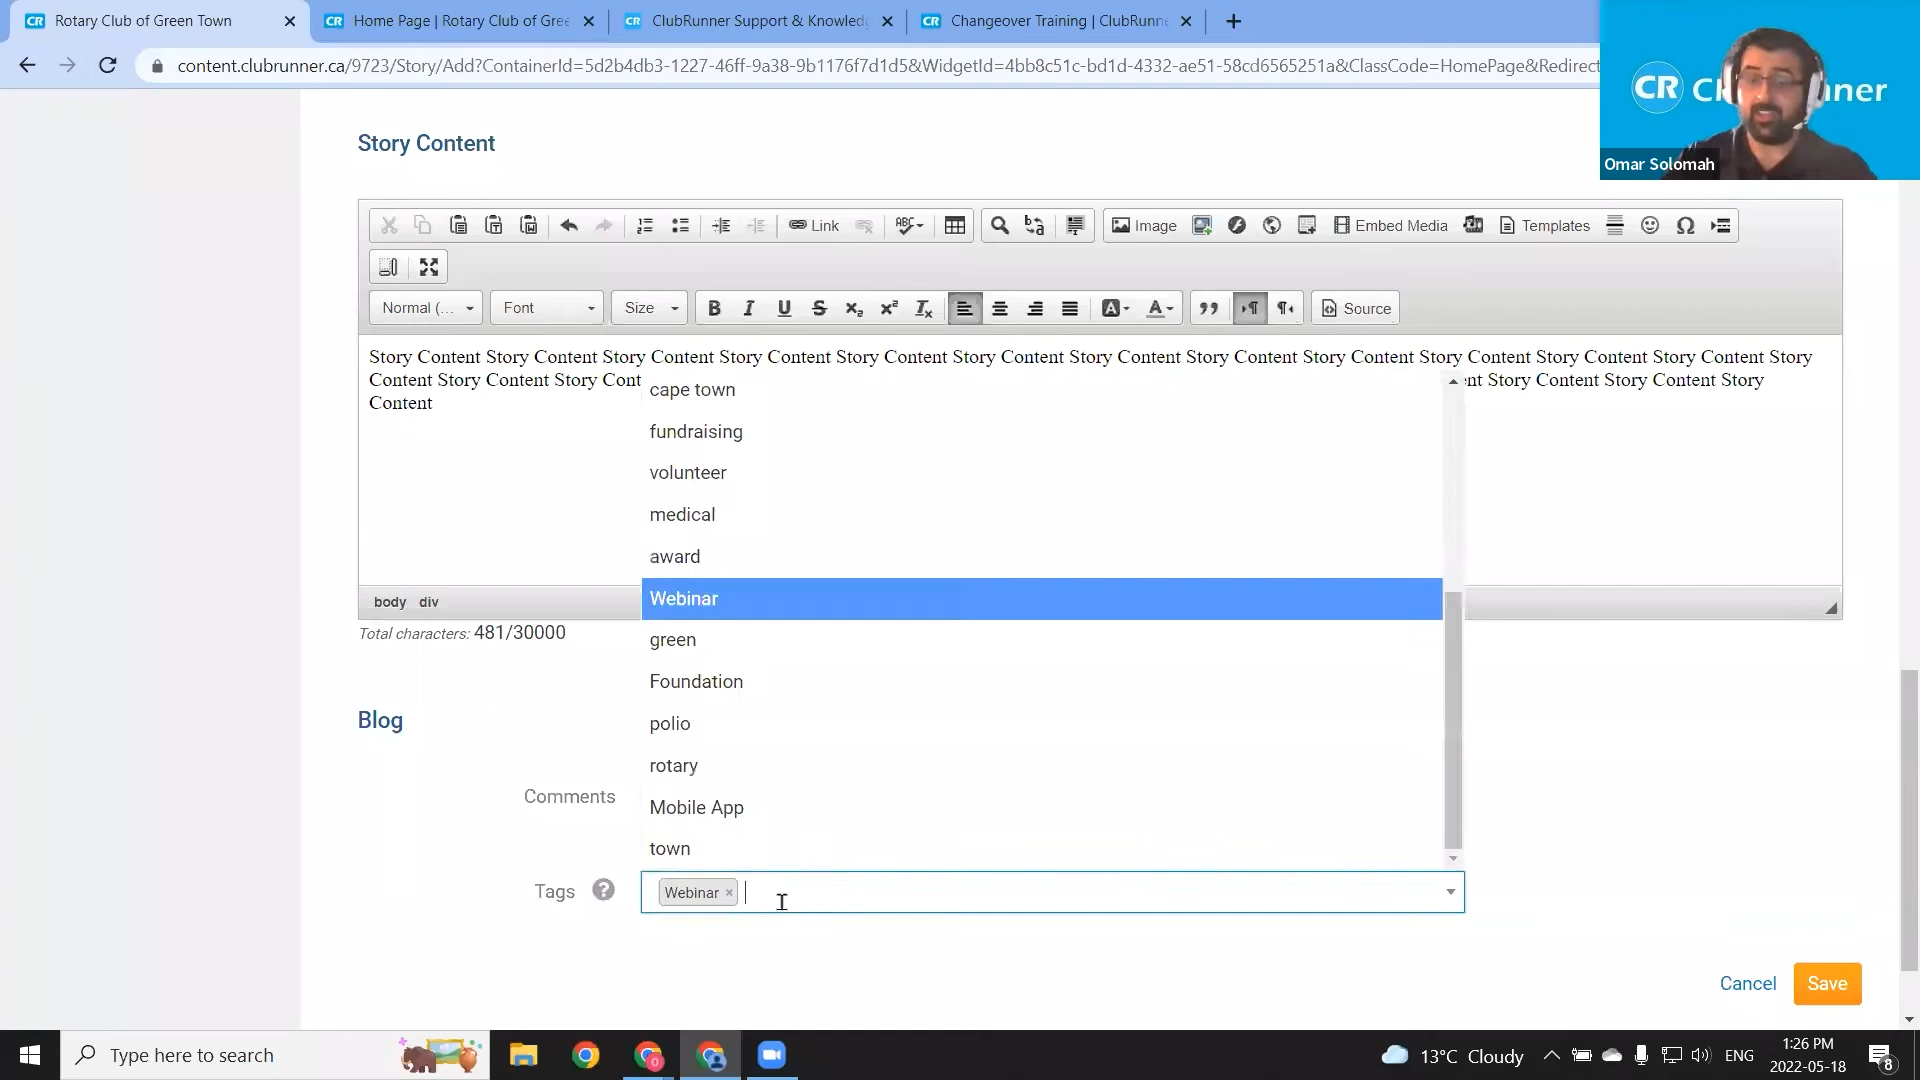 Rotary Club of Green Town
Home Page | Rotary Club of Gree
ClubRunner Support & Knowled
Changeover Training | ClubRunn
content.clubrunner.ca/9723/Story/Add?ContainerId=5d2b4db3-1227-46ff-9a38-9b1176f7d1d5&WidgetId=4bb8c51c-bd1d-4332-ae51-58cd6565251a&ClassCode=HomePage&Redirect
CR
nner
Omar Solomah
Story Content
Link
Image
Embed Media
Templates
Normal (...
Font
Size
Source
Story Content Story Content Story Content Story Content Story Content Story Content Story Content Story Content Story Content Story Content Story Content Story Content Story
Content Story Content Story Cont
nt Story Content Story Content Story
Content
cape town
fundraising
volunteer
medical
award
Webinar
green
Foundation
polio
rotary
Mobile App
town
body div
Total characters: 481/30000
Blog
Comments
Tags
Webinar ×
Cancel
Save
Type here to search
13°C Cloudy
ENG
1:26 PM
2022-05-18
8